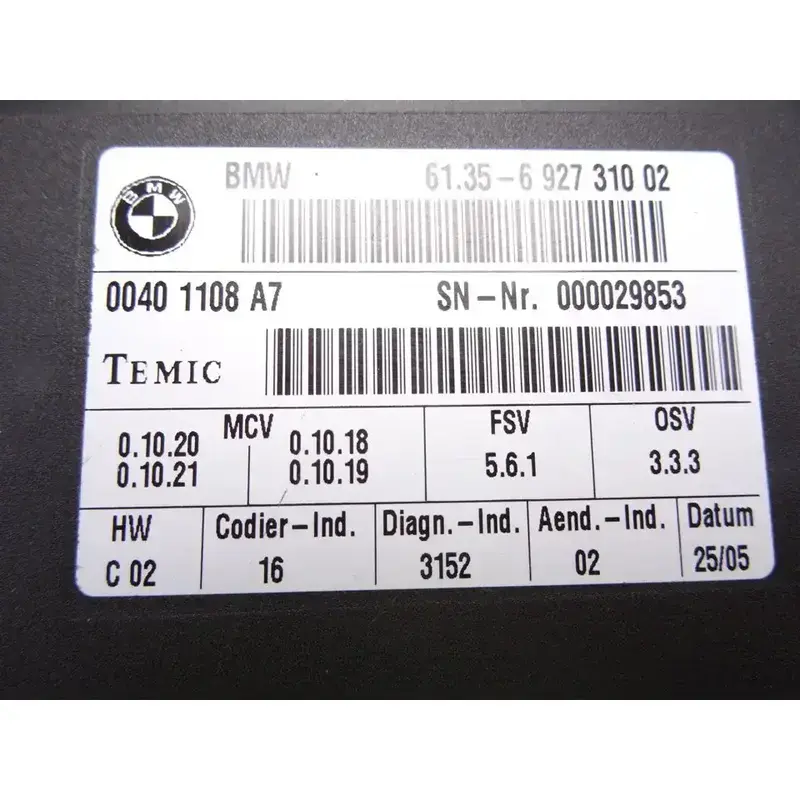 BMW
BMW 61.35-6 927 310 02
0040 1108 A7 SN-Nr. 000029853
TEMIC
MCV FSV OSV
0.10.20 0.10.18 5.6.1 3.3.3
0.10.21 0.10.19
HW Codier-Ind. Diagn.-Ind. Aend.-Ind. Datum
C 02 16 3152 02 25/05